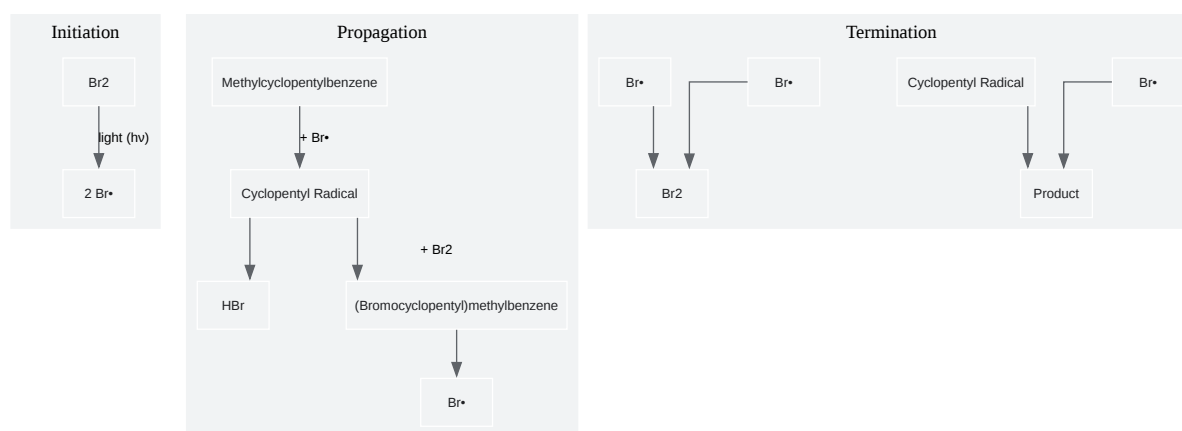 Initiation
Br2
light (hν)
2 Br•
Propagation
Methylcyclopentylbenzene
+ Br•
Cyclopentyl Radical
+ Br2
HBr
(Bromocyclopentyl)methylbenzene
Br•
Termination
Br•
Br•
Br2
Cyclopentyl Radical
Br•
Product